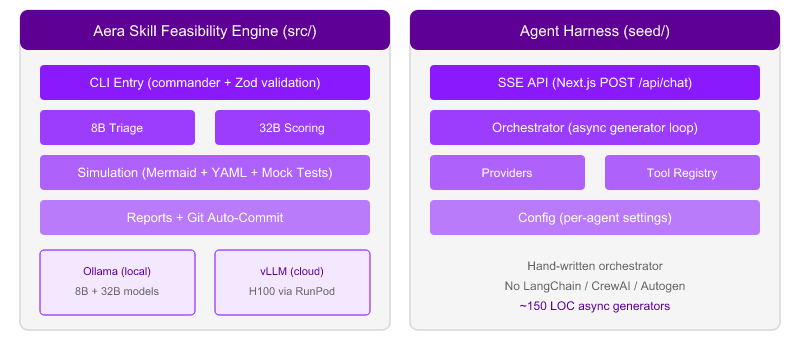 Aera Skill Feasibility Engine (src/)
CLI Entry (commander + Zod validation)
8B Triage
32B Scoring
Simulation (Mermaid + YAML + Mock Tests)
Reports + Git Auto-Commit
Ollama (local)
8B + 32B models
vLLM (cloud)
H100 via RunPod
Agent Harness (seed/)
SSE API (Next.js POST /api/chat)
Orchestrator (async generator loop)
Providers
Tool Registry
Config (per-agent settings)
Hand-written orchestrator
No LangChain / CrewAI / Autogen
~150 LOC async generators